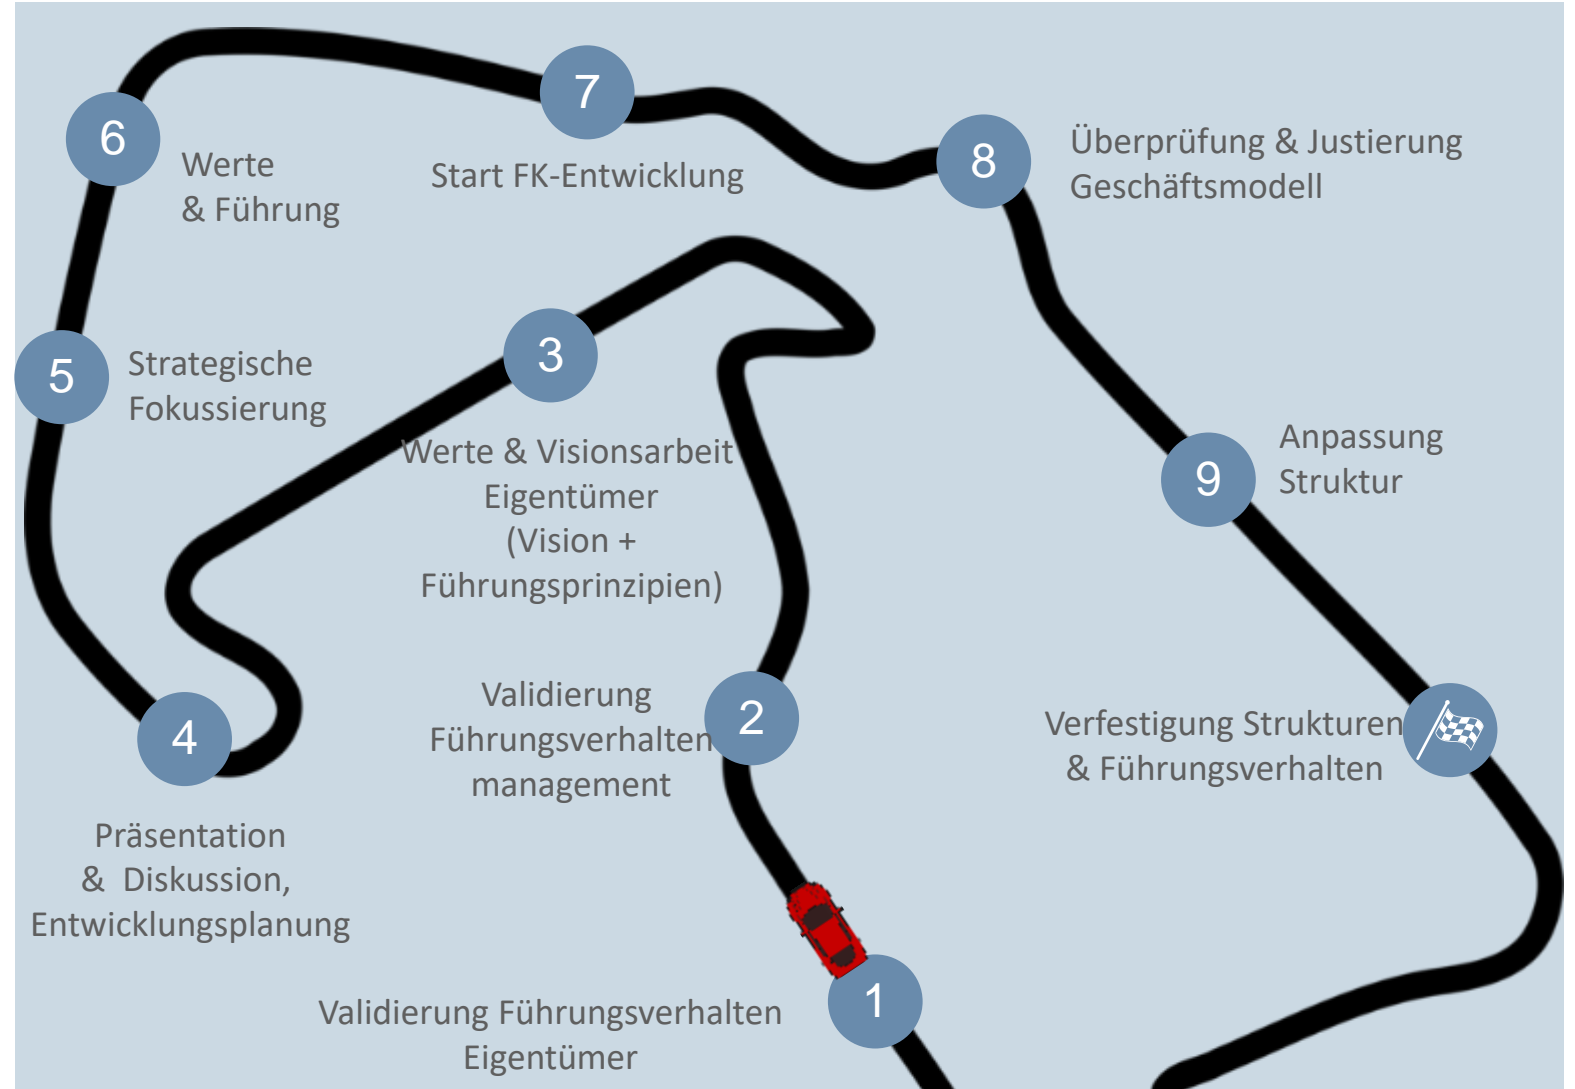 7
6
8
Überprüfung & Justierung
Geschäftsmodell
Werte
& Führung
Start FK-Entwicklung
5
Strategische
Fokussierung
3
Werte & Visionsarbeit
Eigentümer
(Vision +
Führungsprinzipien)
9
Anpassung
Struktur
4
Präsentation
&  Diskussion,
Entwicklungsplanung
2
Validierung
Führungsverhalten
management
Verfestigung Strukturen
& Führungsverhalten
1
Validierung Führungsverhalten
Eigentümer